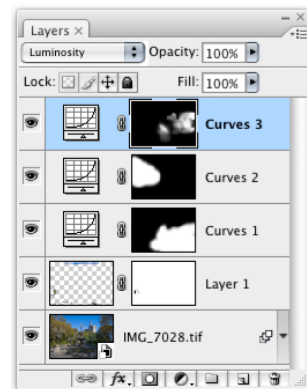 Layers ×
Luminosity Opacity: 100%
Lock: Fill: 100%
Curves 3
Curves 2
Curves 1
Layer 1
IMG_7028.tif
fx.